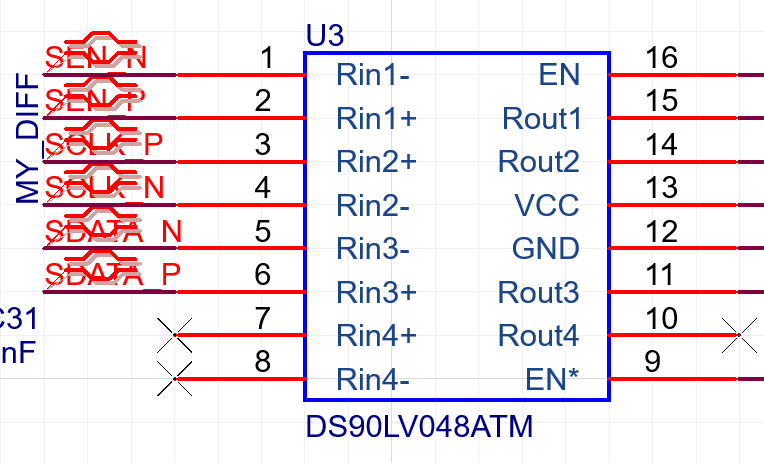 U3
SEN_N 1 Rin1- EN 16
SEN_P 2 Rin1+ Rout1 15
SCLK_P 3 Rin2+ Rout2 14
SCLK_N 4 Rin2- VCC 13
SDATA_N 5 Rin3- GND 12
SDATA_P 6 Rin3+ Rout3 11
7 Rin4+ Rout4 10
8 Rin4- EN* 9
MY_DIFF
C31
nF
DS90LV048ATM